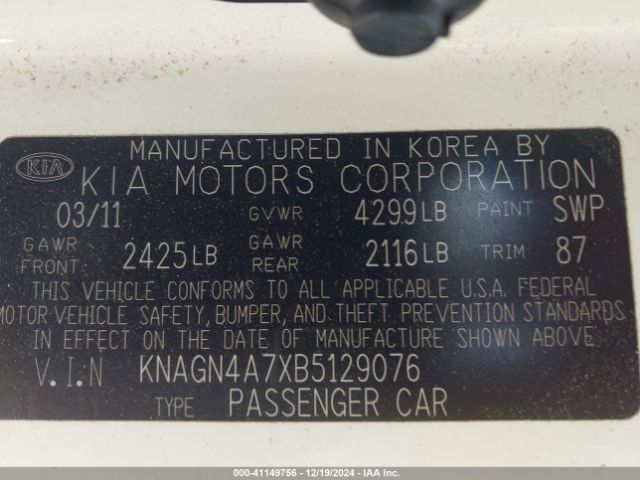 MANUFACTURED IN KOREA BY
KIA KIA MOTORS CORPORATION
03/11 GVWR 4299LB PAINT SWP
GAWR FRONT 2425LB GAWR REAR 2116LB TRIM 87
THIS VEHICLE CONFORMS TO ALL APPLICABLE U.S.A. FEDERAL
MOTOR VEHICLE SAFETY, BUMPER, AND THEFT PREVENTION STANDARDS
IN EFFECT ON THE DATE OF MANUFACTURE SHOWN ABOVE
V.I.N KNAGN4A7XB5129076
TYPE PASSENGER CAR
000-41149756 - 12/19/2024 - IAA Inc.